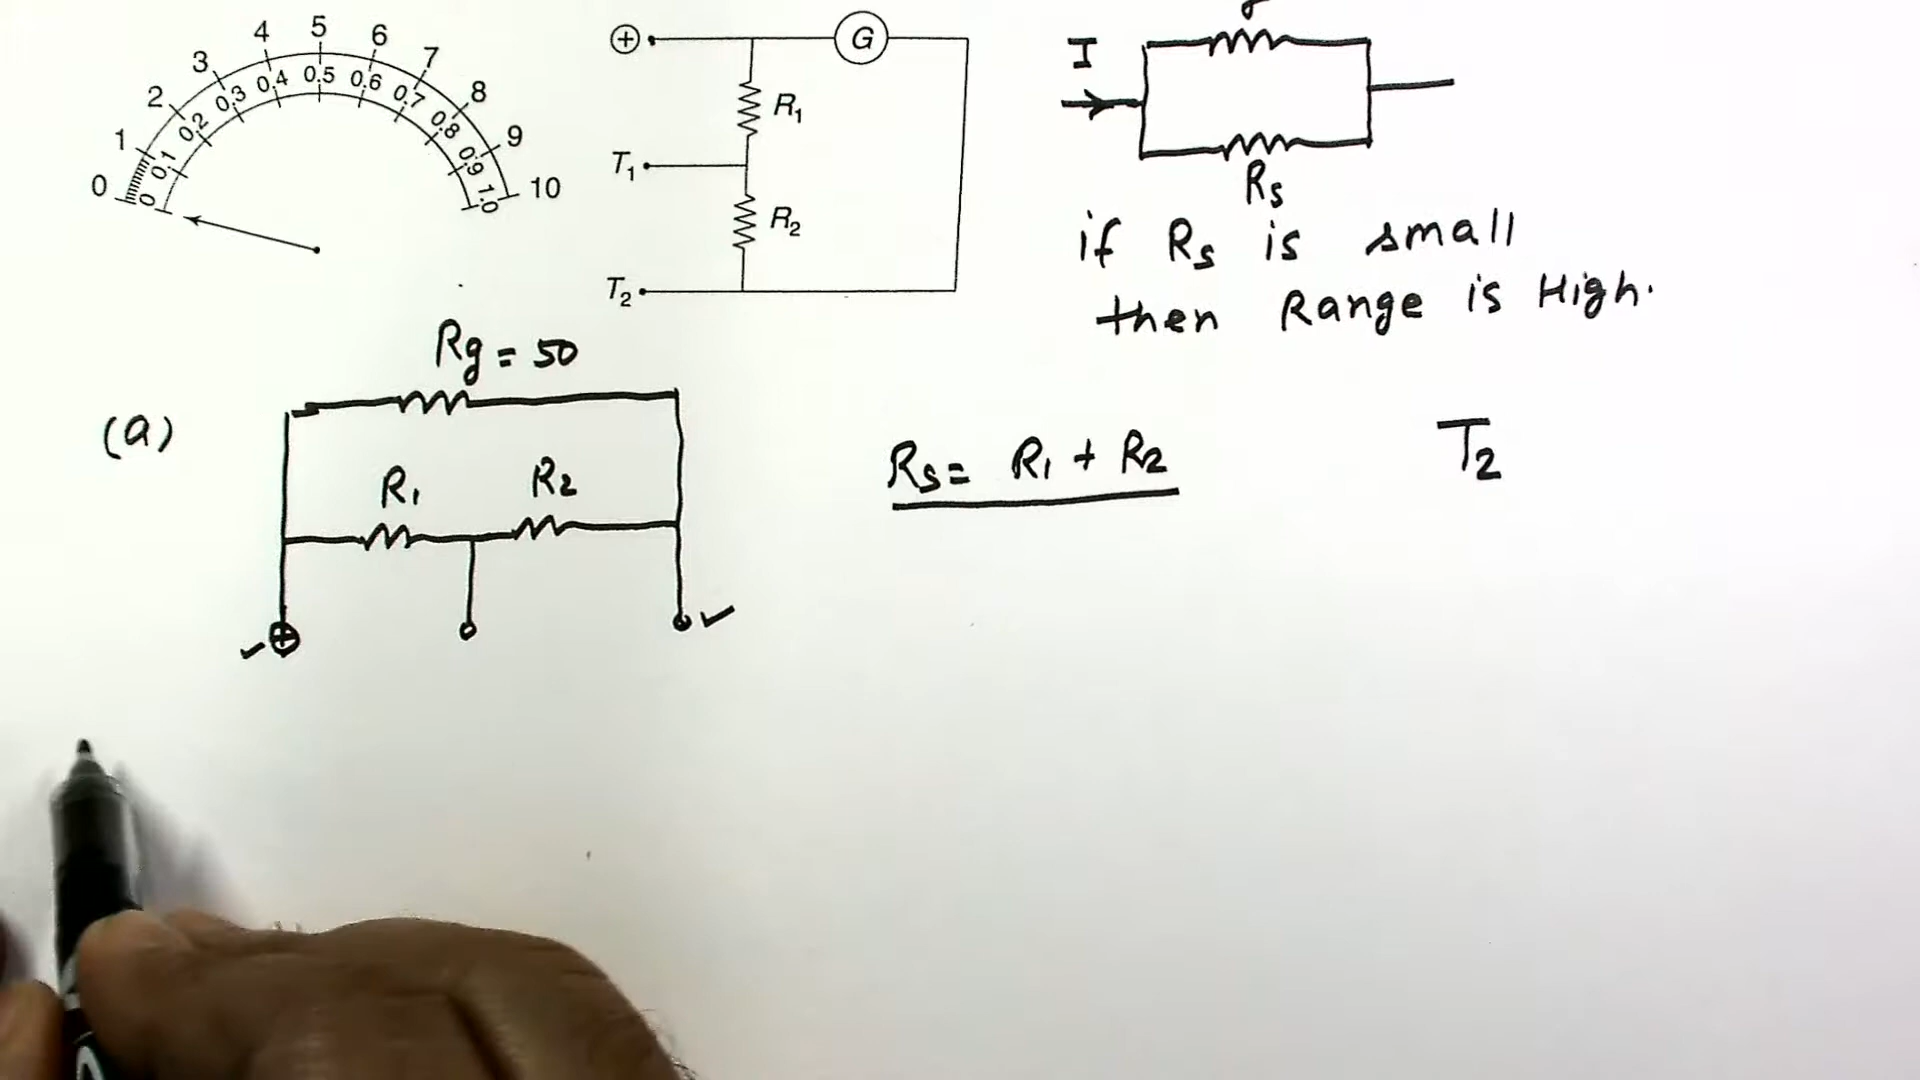 0 1 2 3 4 5 6 7 8 9 10
0 0.1 0.2 0.3 0.4 0.5 0.6 0.7 0.8 0.9 1.0
+ G
R1
T1
R2
T2
I
Rs
if Rs is small
then Range is High.
(a)
Rg = 50
R1 R2
+
Rs = R1 + R2
T2